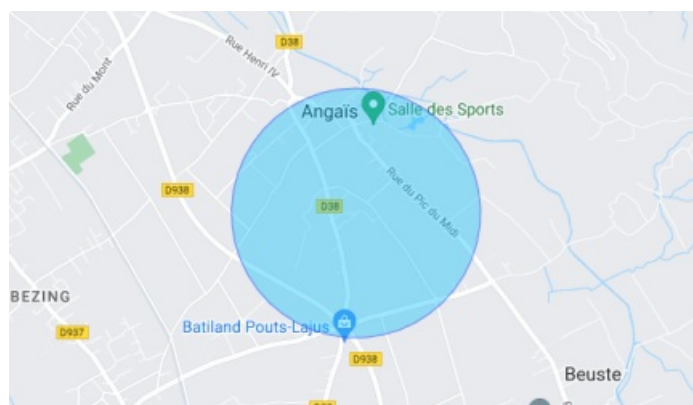 D38
Rue Henri IV
Rue du Mont
Angaïs
Salle des Sports
D938
D38
Rue du Pic du Midi
BEZING
Batiland Pouts-Lajus
D937
D938
Beuste